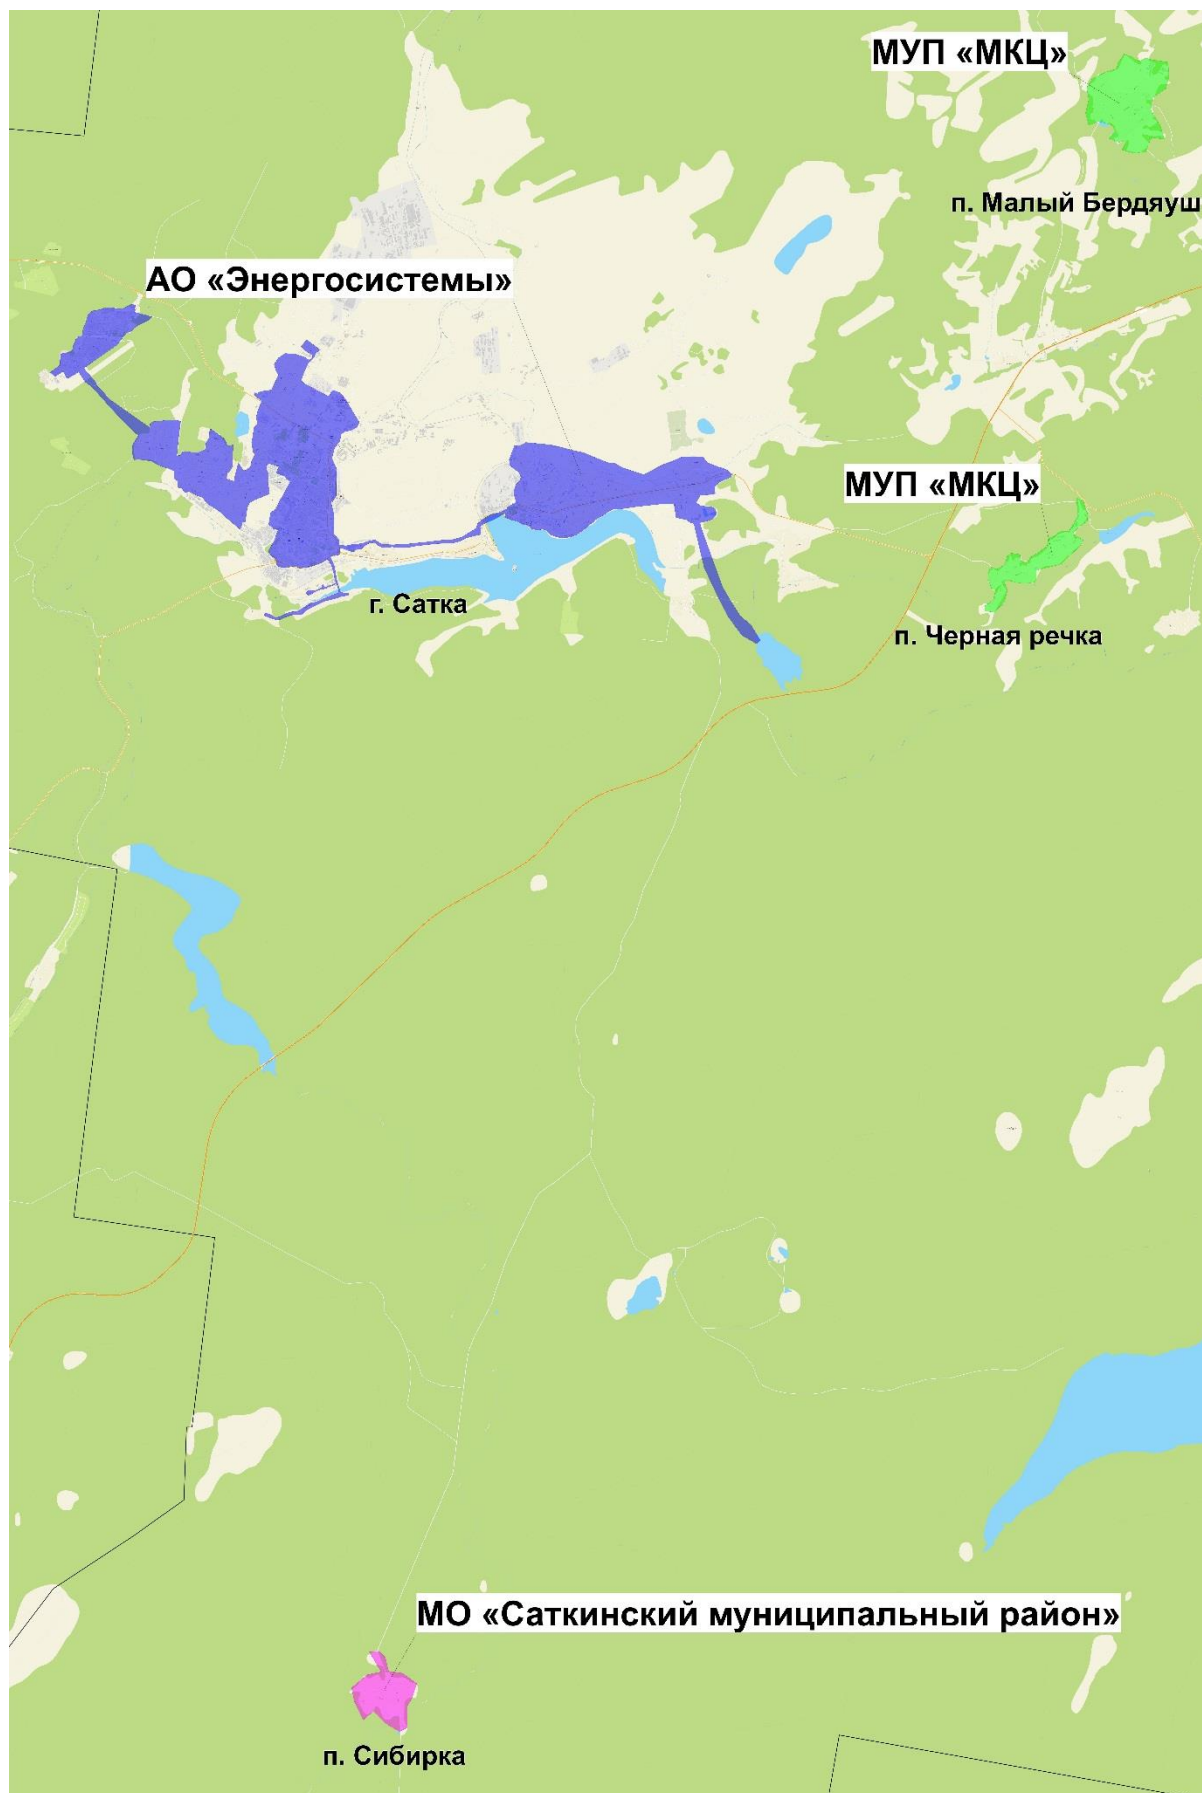 МУП «МКЦ»
п. Малый Бердяуш
АО «Энергосистемы»
МУП «МКЦ»
г. Сатка
п. Черная речка
МО «Саткинский муниципальный район»
п. Сибирка